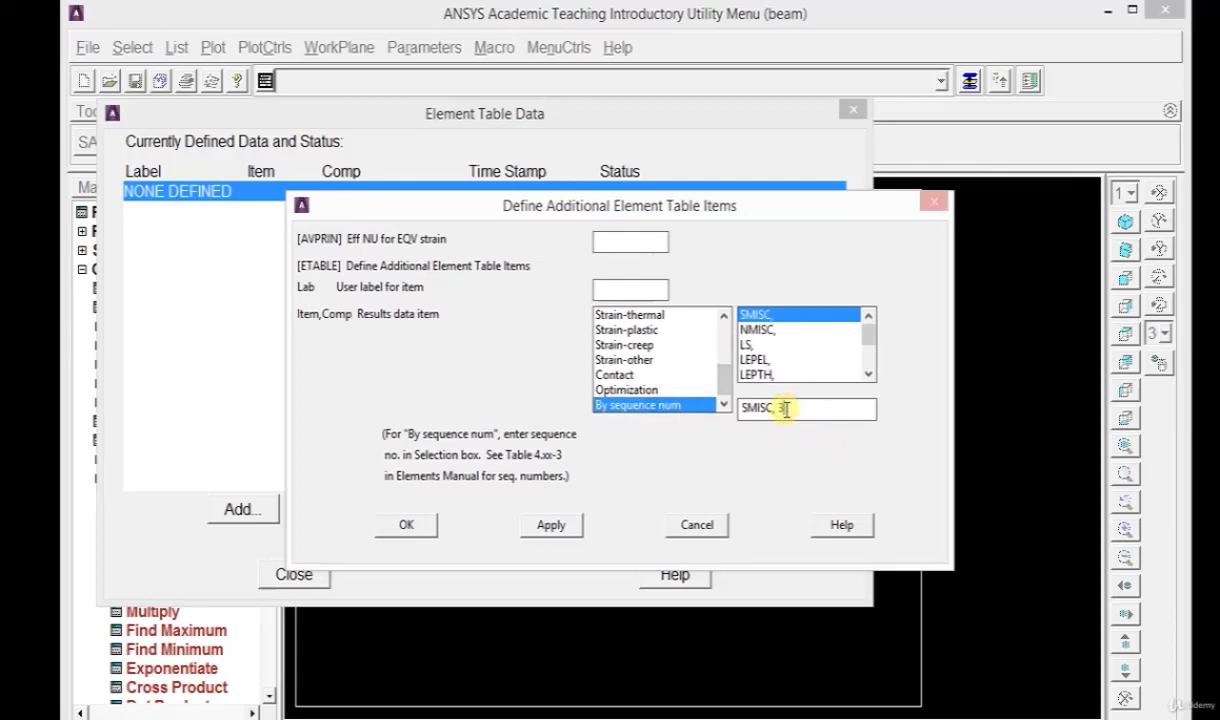 ANSYS Academic Teaching Introductory Utility Menu (beam)
File Select List Plot PlotCtrls WorkPlane Parameters Macro MenuCtrls Help
Element Table Data
Currently Defined Data and Status:
Label Item Comp Time Stamp Status
NONE DEFINED
Define Additional Element Table Items
[AVPRIN] Eff NU for EQV strain
[ETABLE] Define Additional Element Table Items
Lab User label for item
Item,Comp Results data item
Strain-thermal
Strain-plastic
Strain-creep
Strain-other
Contact
Optimization
By sequence num
SMISC,
NMISC,
LS,
LEPEL,
LEPTH,
SMISC, 3
(For "By sequence num", enter sequence
no. in Selection box. See Table 4.xx-3
in Elements Manual for seq. numbers.)
OK Apply Cancel Help
Add...
Close Help
Multiply
Find Maximum
Find Minimum
Exponentiate
Cross Product
1
3